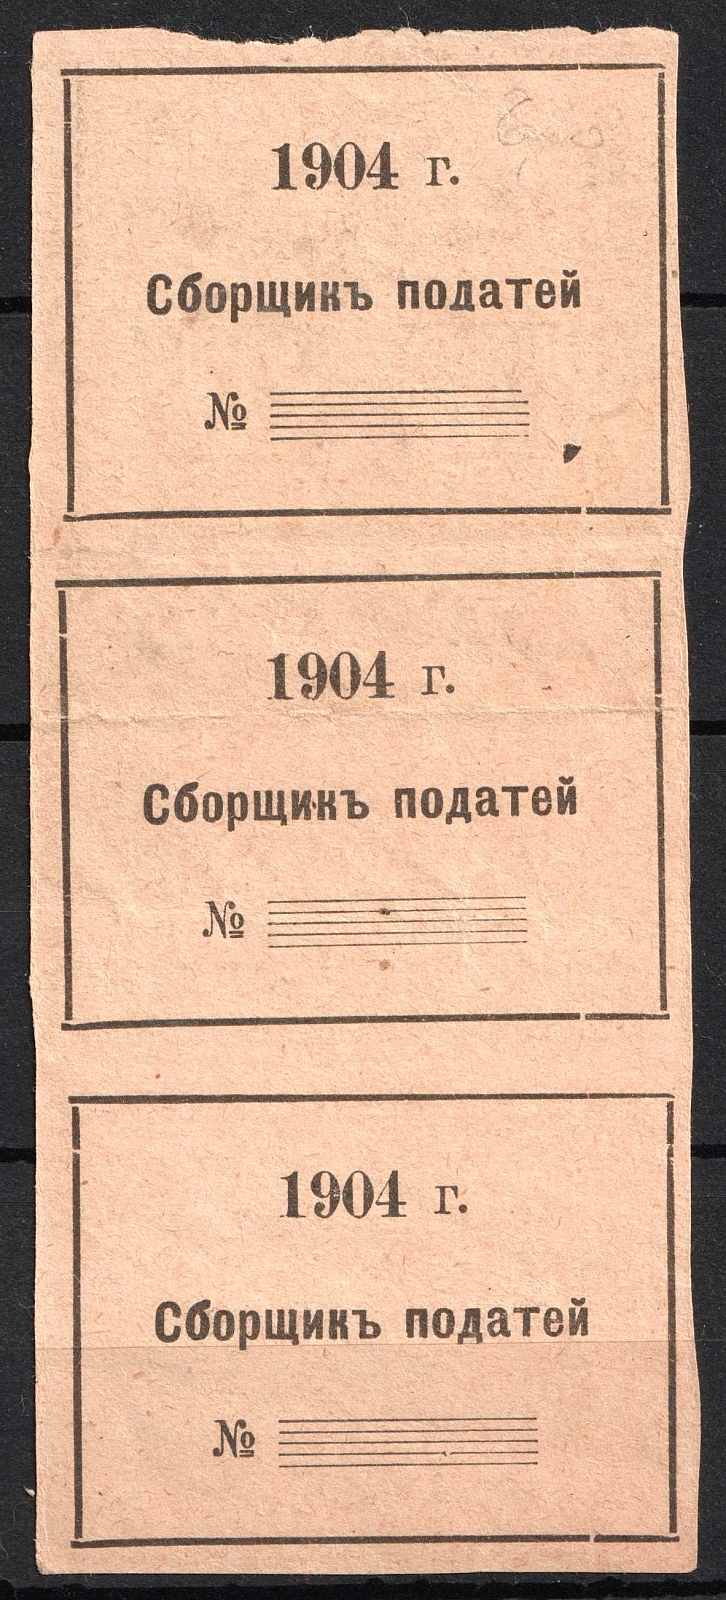 1904 г.
Сборщикъ податей
№
1904 г.
Сборщикъ податей
№
1904 г.
Сборщикъ податей
№